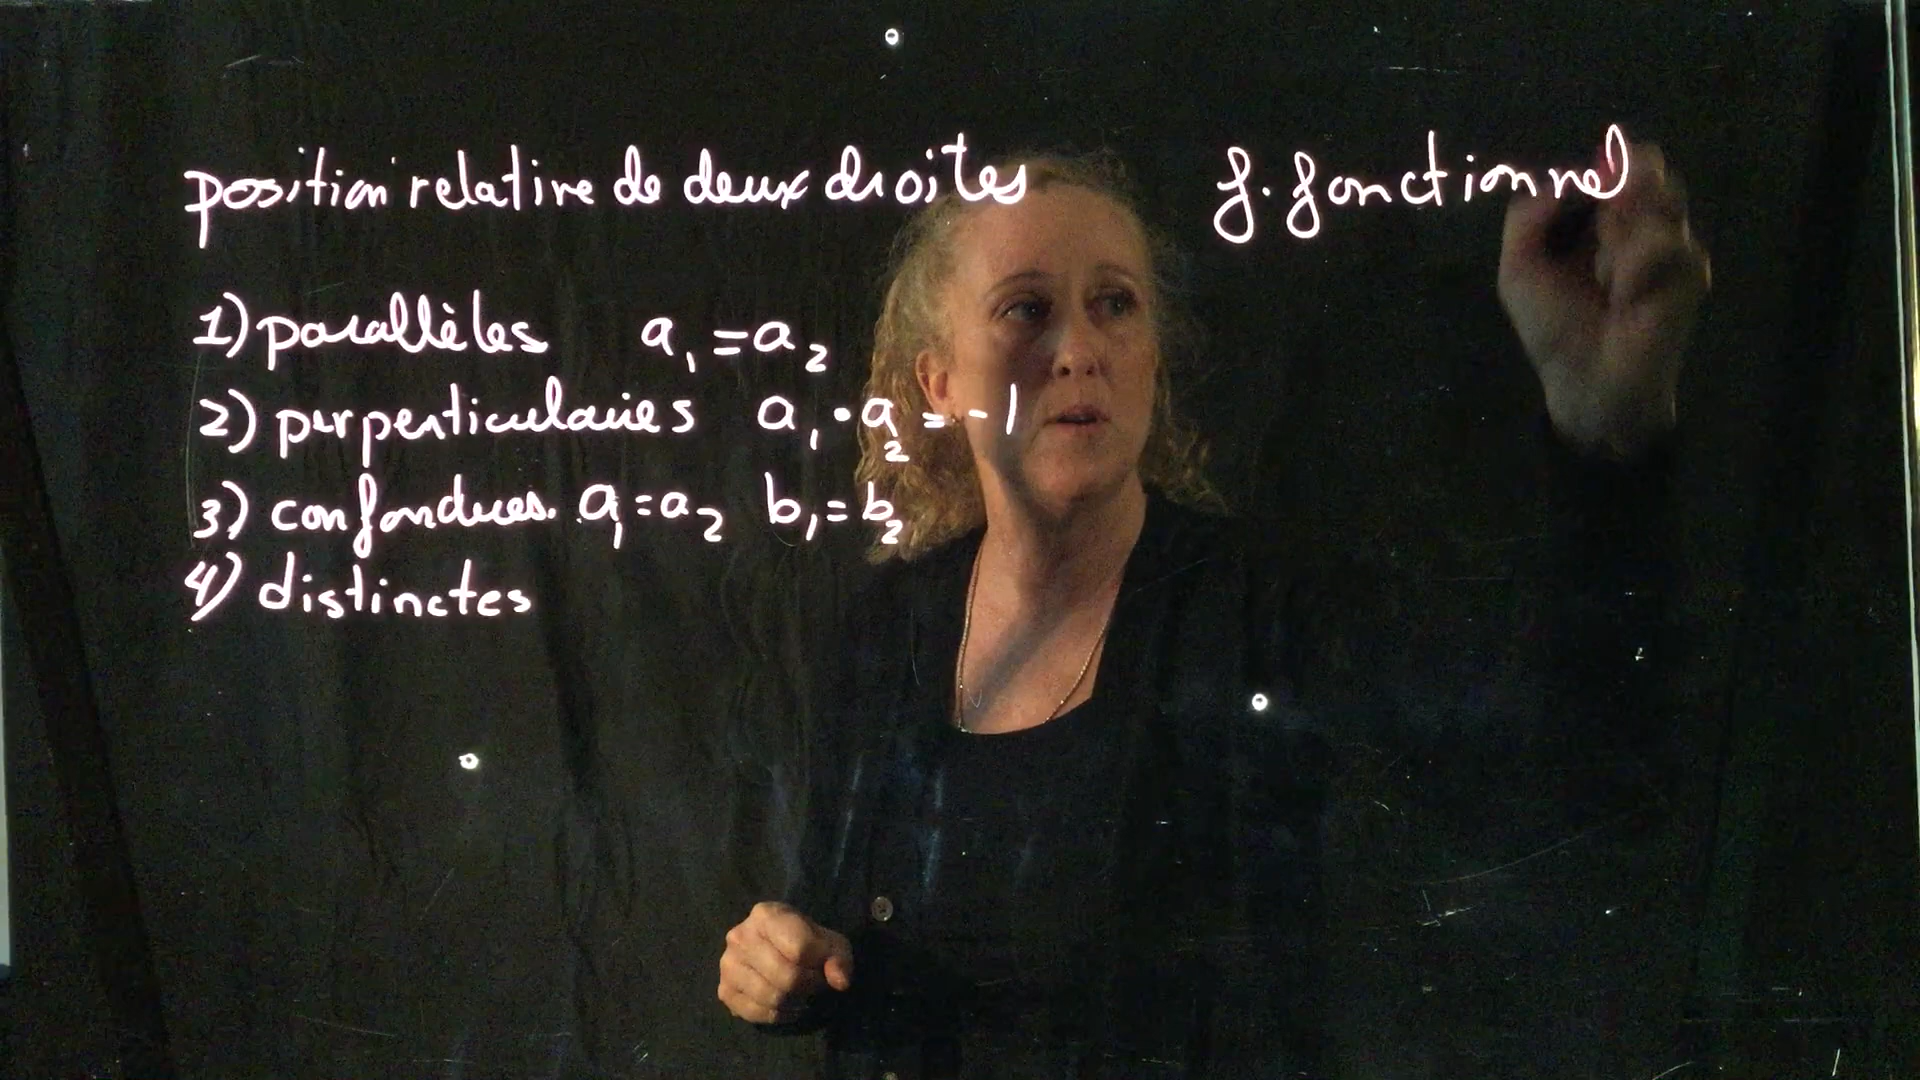 position relative de deux droites
f. fonctionnel
1) parallèles a₁ = a₂
2) perpenticulaires a₁ · a₂ = -1
3) confondues. a₁ = a₂ b₁ = b₂
4) distinctes